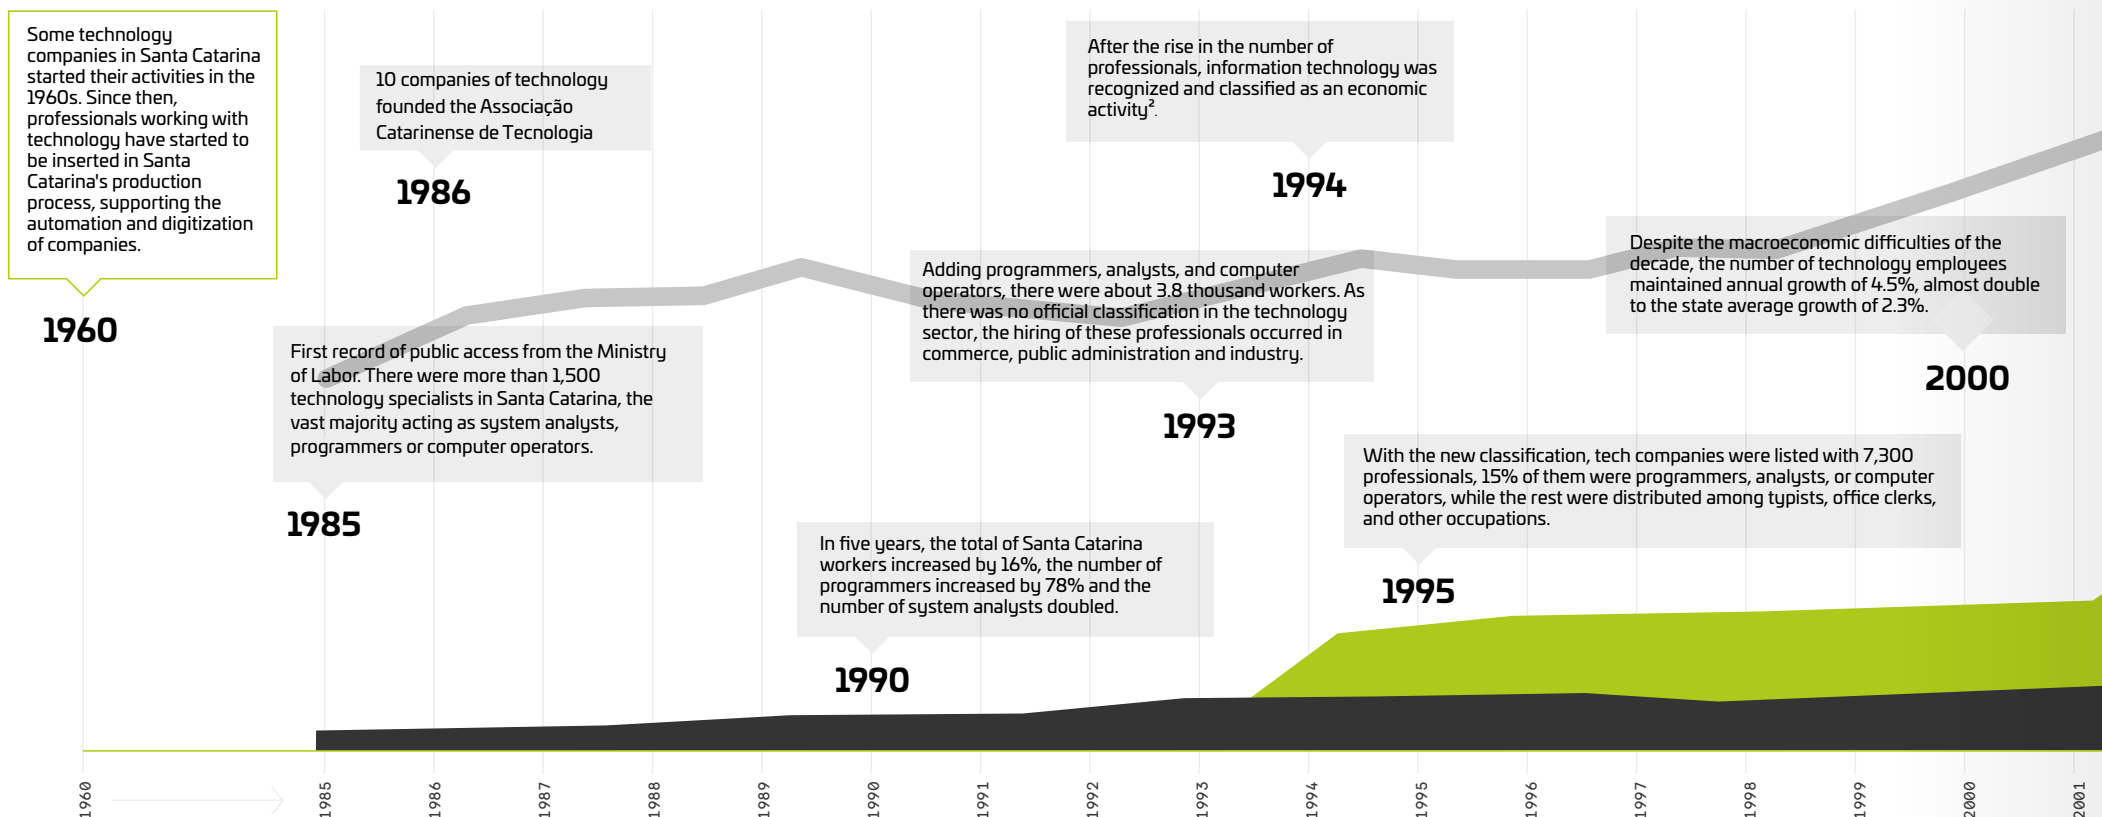 Some technology
companies in Santa Catarina
started their activities in the
1960s. Since then,
professionals working with
technology have started to
be inserted in Santa
Catarina's production
process, supporting the
automation and digitization
of companies.
1960
First record of public access from the Ministry
of Labor. There were more than 1,500
technology specialists in Santa Catarina, the
vast majority acting as system analysts,
programmers or computer operators.
1985
10 companies of technology
founded the Associação
Catarinense de Tecnologia
1986
In five years, the total of Santa Catarina
workers increased by 16%, the number of
programmers increased by 78% and the
number of system analysts doubled.
1990
Adding programmers, analysts, and computer
operators, there were about 3.8 thousand workers. As
there was no official classification in the technology
sector, the hiring of these professionals occurred in
commerce, public administration and industry.
1993
After the rise in the number of
professionals, information technology was
recognized and classified as an economic
activity².
1994
With the new classification, tech companies were listed with 7,300
professionals, 15% of them were programmers, analysts, or computer
operators, while the rest were distributed among typists, office clerks,
and other occupations.
1995
Despite the macroeconomic difficulties of the
decade, the number of technology employees
maintained annual growth of 4.5%, almost double
to the state average growth of 2.3%.
2000
1960
1985
1986
1987
1988
1989
1990
1991
1992
1993
1994
1995
1996
1997
1998
1999
2000
2001